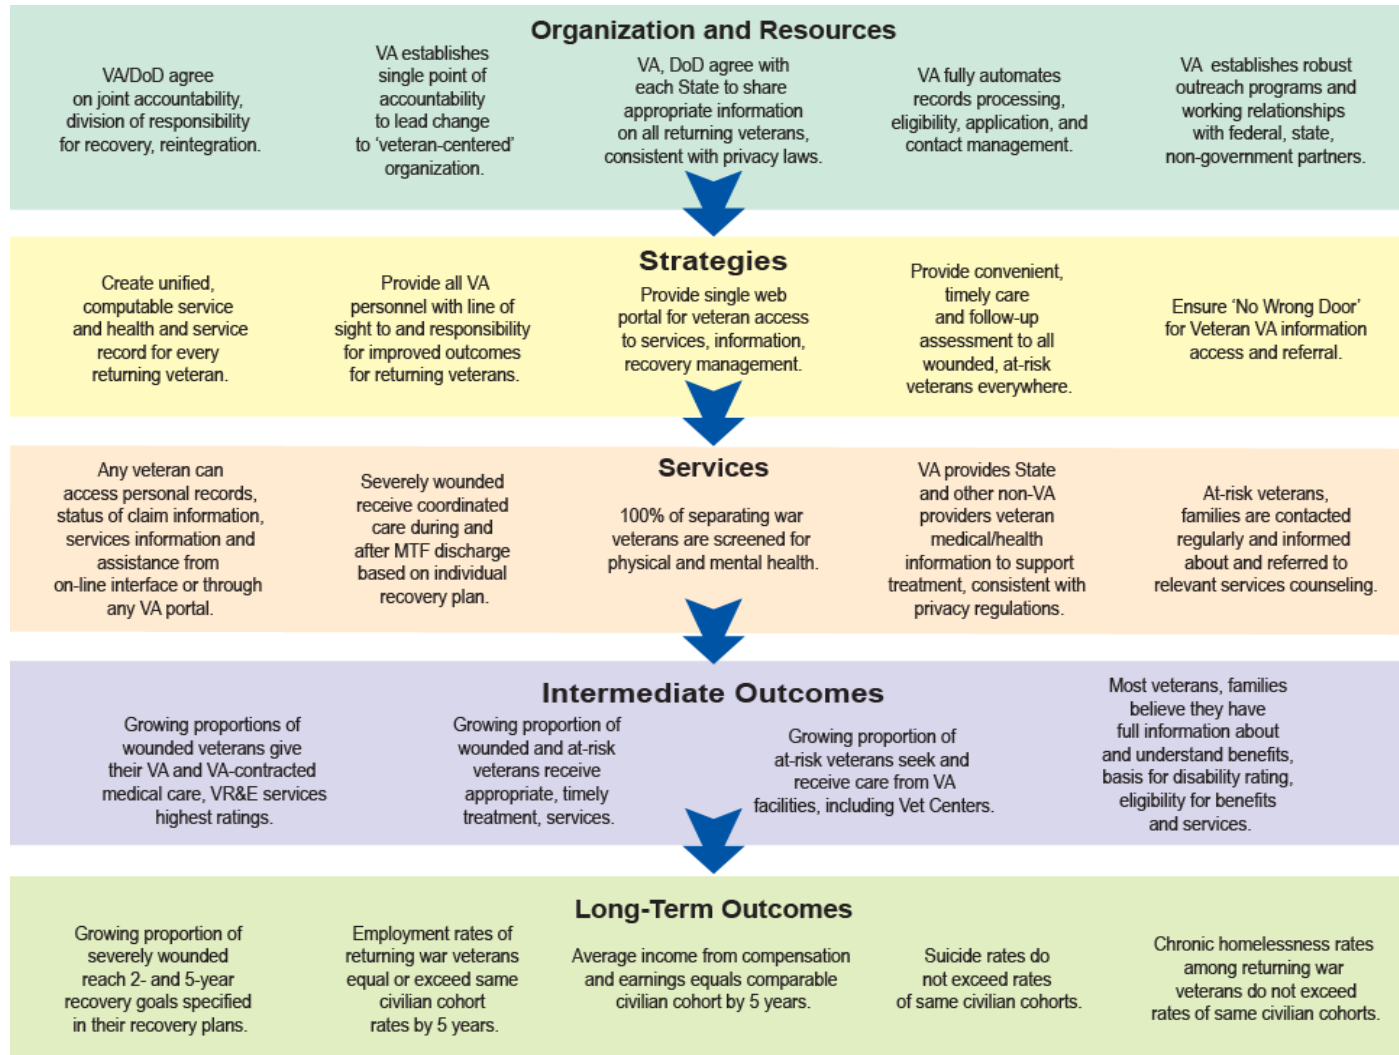 Organization and Resources
VA/DoD agree
on joint accountability,
division of responsibility
for recovery, reintegration.
VA establishes
single point of
accountability
to lead change
to ‘veteran-centered’
organization.
VA, DoD agree with
each State to share
appropriate information
on all returning veterans,
consistent with privacy laws.
VA fully automates
records processing,
eligibility, application, and
contact management.
VA establishes robust
outreach programs and
working relationships
with federal, state,
non-government partners.
Strategies
Create unified,
computable service
and health and service
record for every
returning veteran.
Provide all VA
personnel with line of
sight to and responsibility
for improved outcomes
for returning veterans.
Provide single web
portal for veteran access
to services, information,
recovery management.
Provide convenient,
timely care
and follow-up
assessment to all
wounded, at-risk
veterans everywhere.
Ensure ‘No Wrong Door’
for Veteran VA information
access and referral.
Services
Any veteran can
access personal records,
status of claim information,
services information and
assistance from
on-line interface or through
any VA portal.
Severely wounded
receive coordinated
care during and
after MTF discharge
based on individual
recovery plan.
100% of separating war
veterans are screened for
physical and mental health.
VA provides State
and other non-VA
providers veteran
medical/health
information to support
treatment, consistent with
privacy regulations.
At-risk veterans,
families are contacted
regularly and informed
about and referred to
relevant services counseling.
Intermediate Outcomes
Growing proportions of
wounded veterans give
their VA and VA-contracted
medical care, VR&E services
highest ratings.
Growing proportion of
wounded and at-risk
veterans receive
appropriate, timely
treatment, services.
Growing proportion of
at-risk veterans seek and
receive care from VA
facilities, including Vet Centers.
Most veterans, families
believe they have
full information about
and understand benefits,
basis for disability rating,
eligibility for benefits
and services.
Long-Term Outcomes
Growing proportion of
severely wounded
reach 2- and 5-year
recovery goals specified
in their recovery plans.
Employment rates of
returning war veterans
equal or exceed same
civilian cohort
rates by 5 years.
Average income from compensation
and earnings equals comparable
civilian cohort by 5 years.
Suicide rates do
not exceed rates
of same civilian cohorts.
Chronic homelessness rates
among returning war
veterans do not exceed
rates of same civilian cohorts.